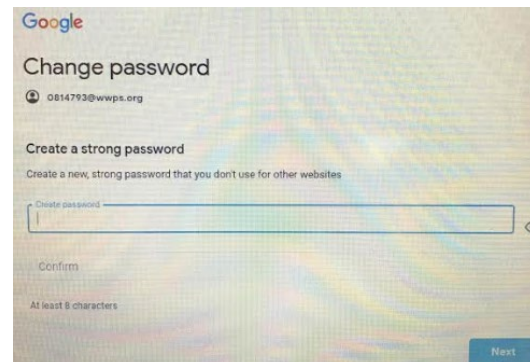 Google
Change password
0814793@wwps.org
Create a strong password
Create a new, strong password that you don't use for other websites
Create password
Confirm
At least 8 characters
Next